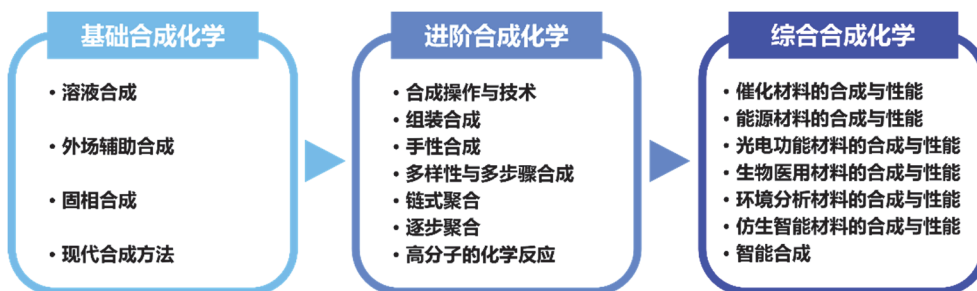 基础合成化学
• 溶液合成
• 外场辅助合成
• 固相合成
• 现代合成方法
进阶合成化学
• 合成操作与技术
• 组装合成
• 手性合成
• 多样性与多步骤合成
• 链式聚合
• 逐步聚合
• 高分子的化学反应
综合合成化学
• 催化材料的合成与性能
• 能源材料的合成与性能
• 光电功能材料的合成与性能
• 生物医用材料的合成与性能
• 环境分析材料的合成与性能
• 仿生智能材料的合成与性能
• 智能合成